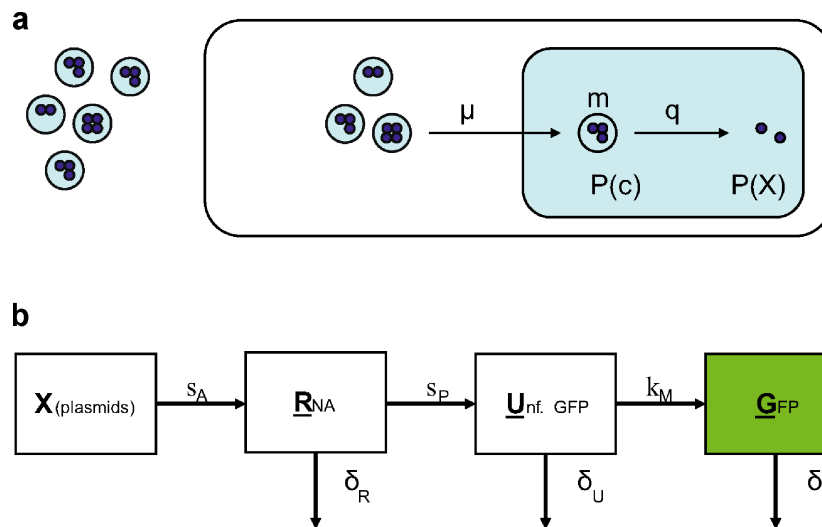 a
μ
m
q
P(c)
P(X)
b
X(plasmids)
sA
RNA
sP
Unf. GFP
kM
GFP
δR
δU
δ